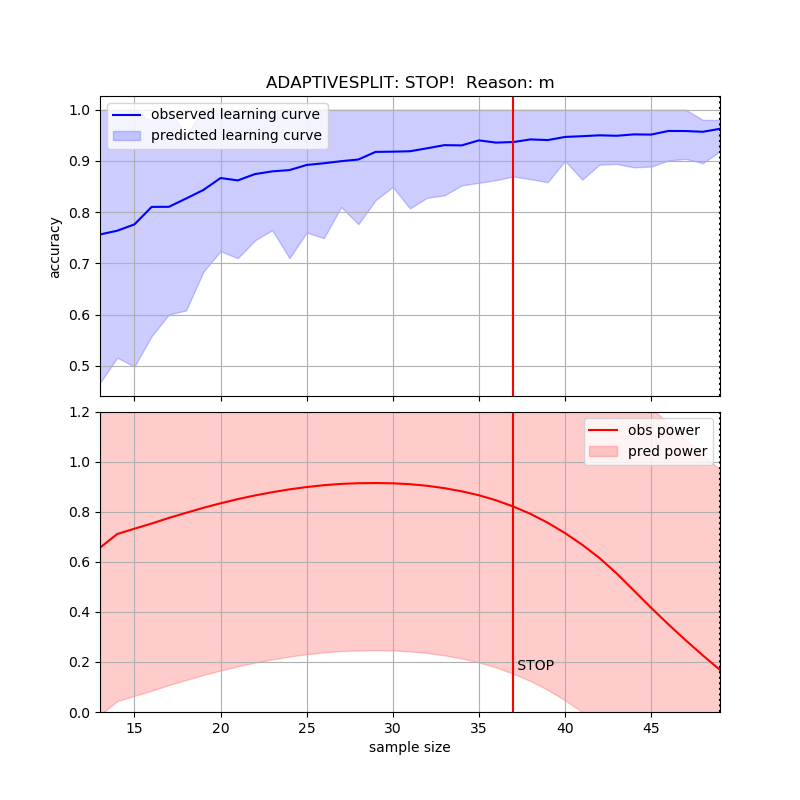 ADAPTIVESPLIT: STOP!  Reason: m
observed learning curve
predicted learning curve
accuracy
1.0
0.9
0.8
0.7
0.6
0.5
obs power
pred power
1.2
1.0
0.8
0.6
0.4
0.2
0.0
STOP
15 20 25 30 35 40 45
sample size